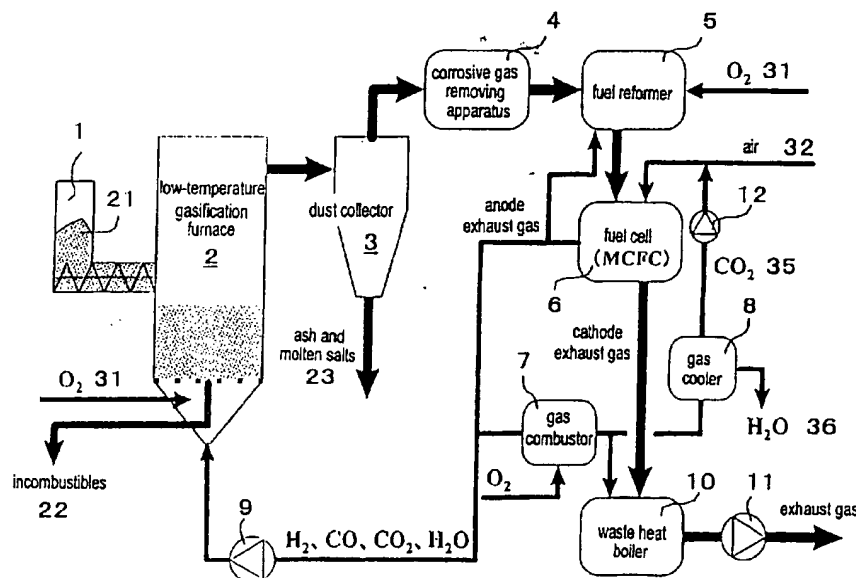 4
5
corrosive gas
removing
apparatus
fuel reformer
O₂ 31
1
21
low-temperature
gasification
furnace
2
dust collector
3
air 32
12
anode
exhaust gas
fuel cell
(MCFC)
6
CO₂ 35
8
cathode
exhaust gas
gas
cooler
ash and
molten salts
23
7
O₂ 31
gas
combustor
H₂O 36
incombustibles
22
O₂
9
H₂、CO、CO₂、H₂O
10
11
exhaust gas
waste heat
boiler